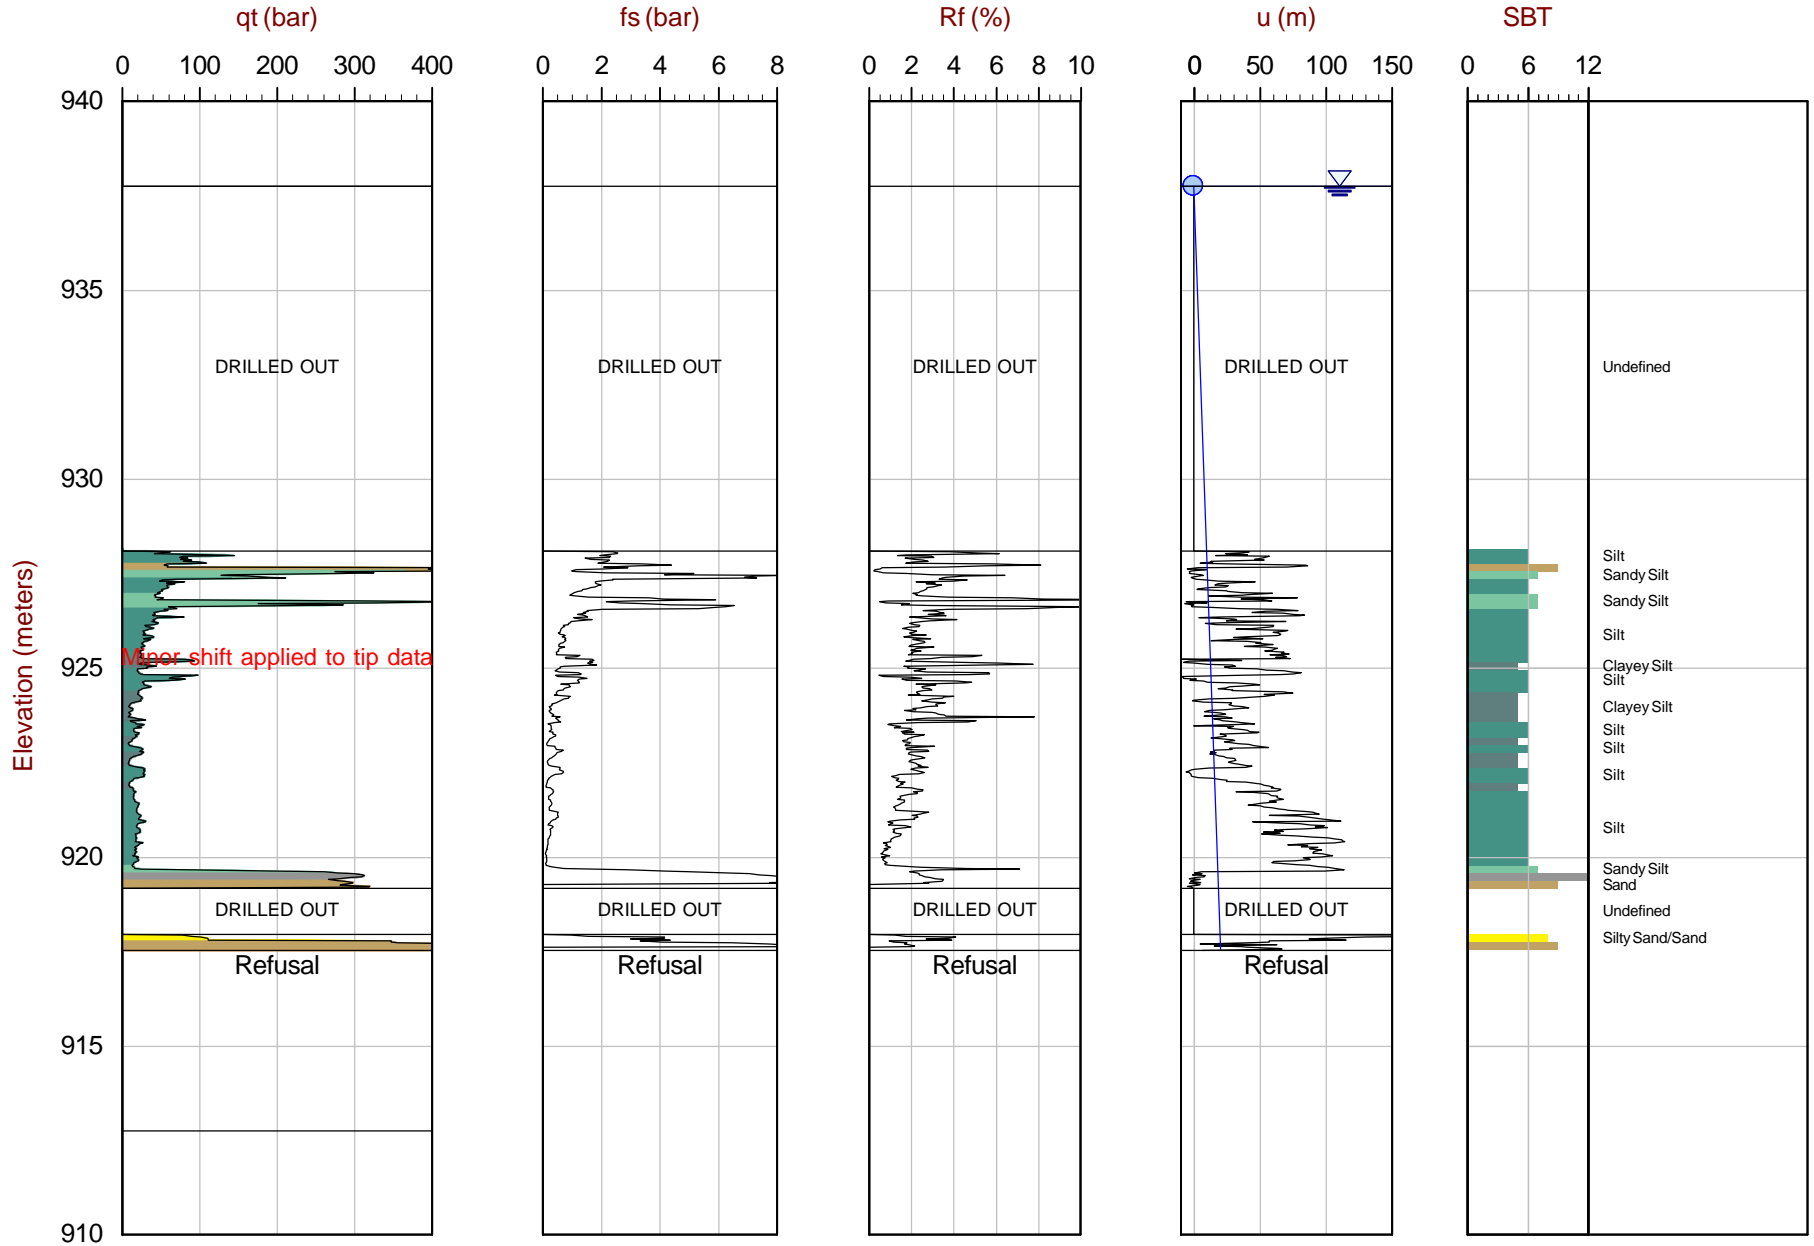 qt (bar) fs (bar) Rf (%) u (m) SBT
0 100 200 300 400 0 2 4 6 8 0 2 4 6 8 10 0 50 100 150 0 6 12
940
935
DRILLED OUT DRILLED OUT DRILLED OUT DRILLED OUT Undefined
930
Elevation (meters)
Silt
Sandy Silt
Sandy Silt
Silt
Minor shift applied to tip data
925
Clayey Silt
Silt
Clayey Silt
Silt
Silt
Silt
Silt
920
Sandy Silt
Sand
DRILLED OUT DRILLED OUT DRILLED OUT DRILLED OUT Undefined
Silty Sand/Sand
Refusal Refusal Refusal Refusal
915
910